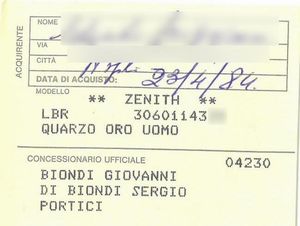 ACQUIRENTE
NOME
VIA
CITTÀ
DATA DI ACQUISTO: 23/4/84.
MODELLO
** ZENITH **
LBR 30601143
QUARZO ORO UOMO
CONCESSIONARIO UFFICIALE 04230
BIONDI GIOVANNI
DI BIONDI SERGIO
PORTICI